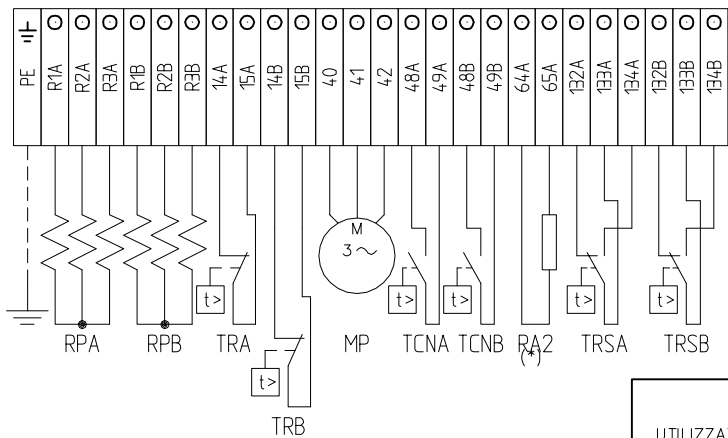 PE R1A R2A R3A R1B R2B R3B 14A 15A 14B 15B 40 41 42 48A 49A 48B 49B 64A 65A 132A 133A 134A 132B 133B 134B
M
3~
t> t> t> t> t>
t>
RPA RPB TRA MP TCNA TCNB RA2 TRSA TRSB
(*)
TRB
UTILIZZA